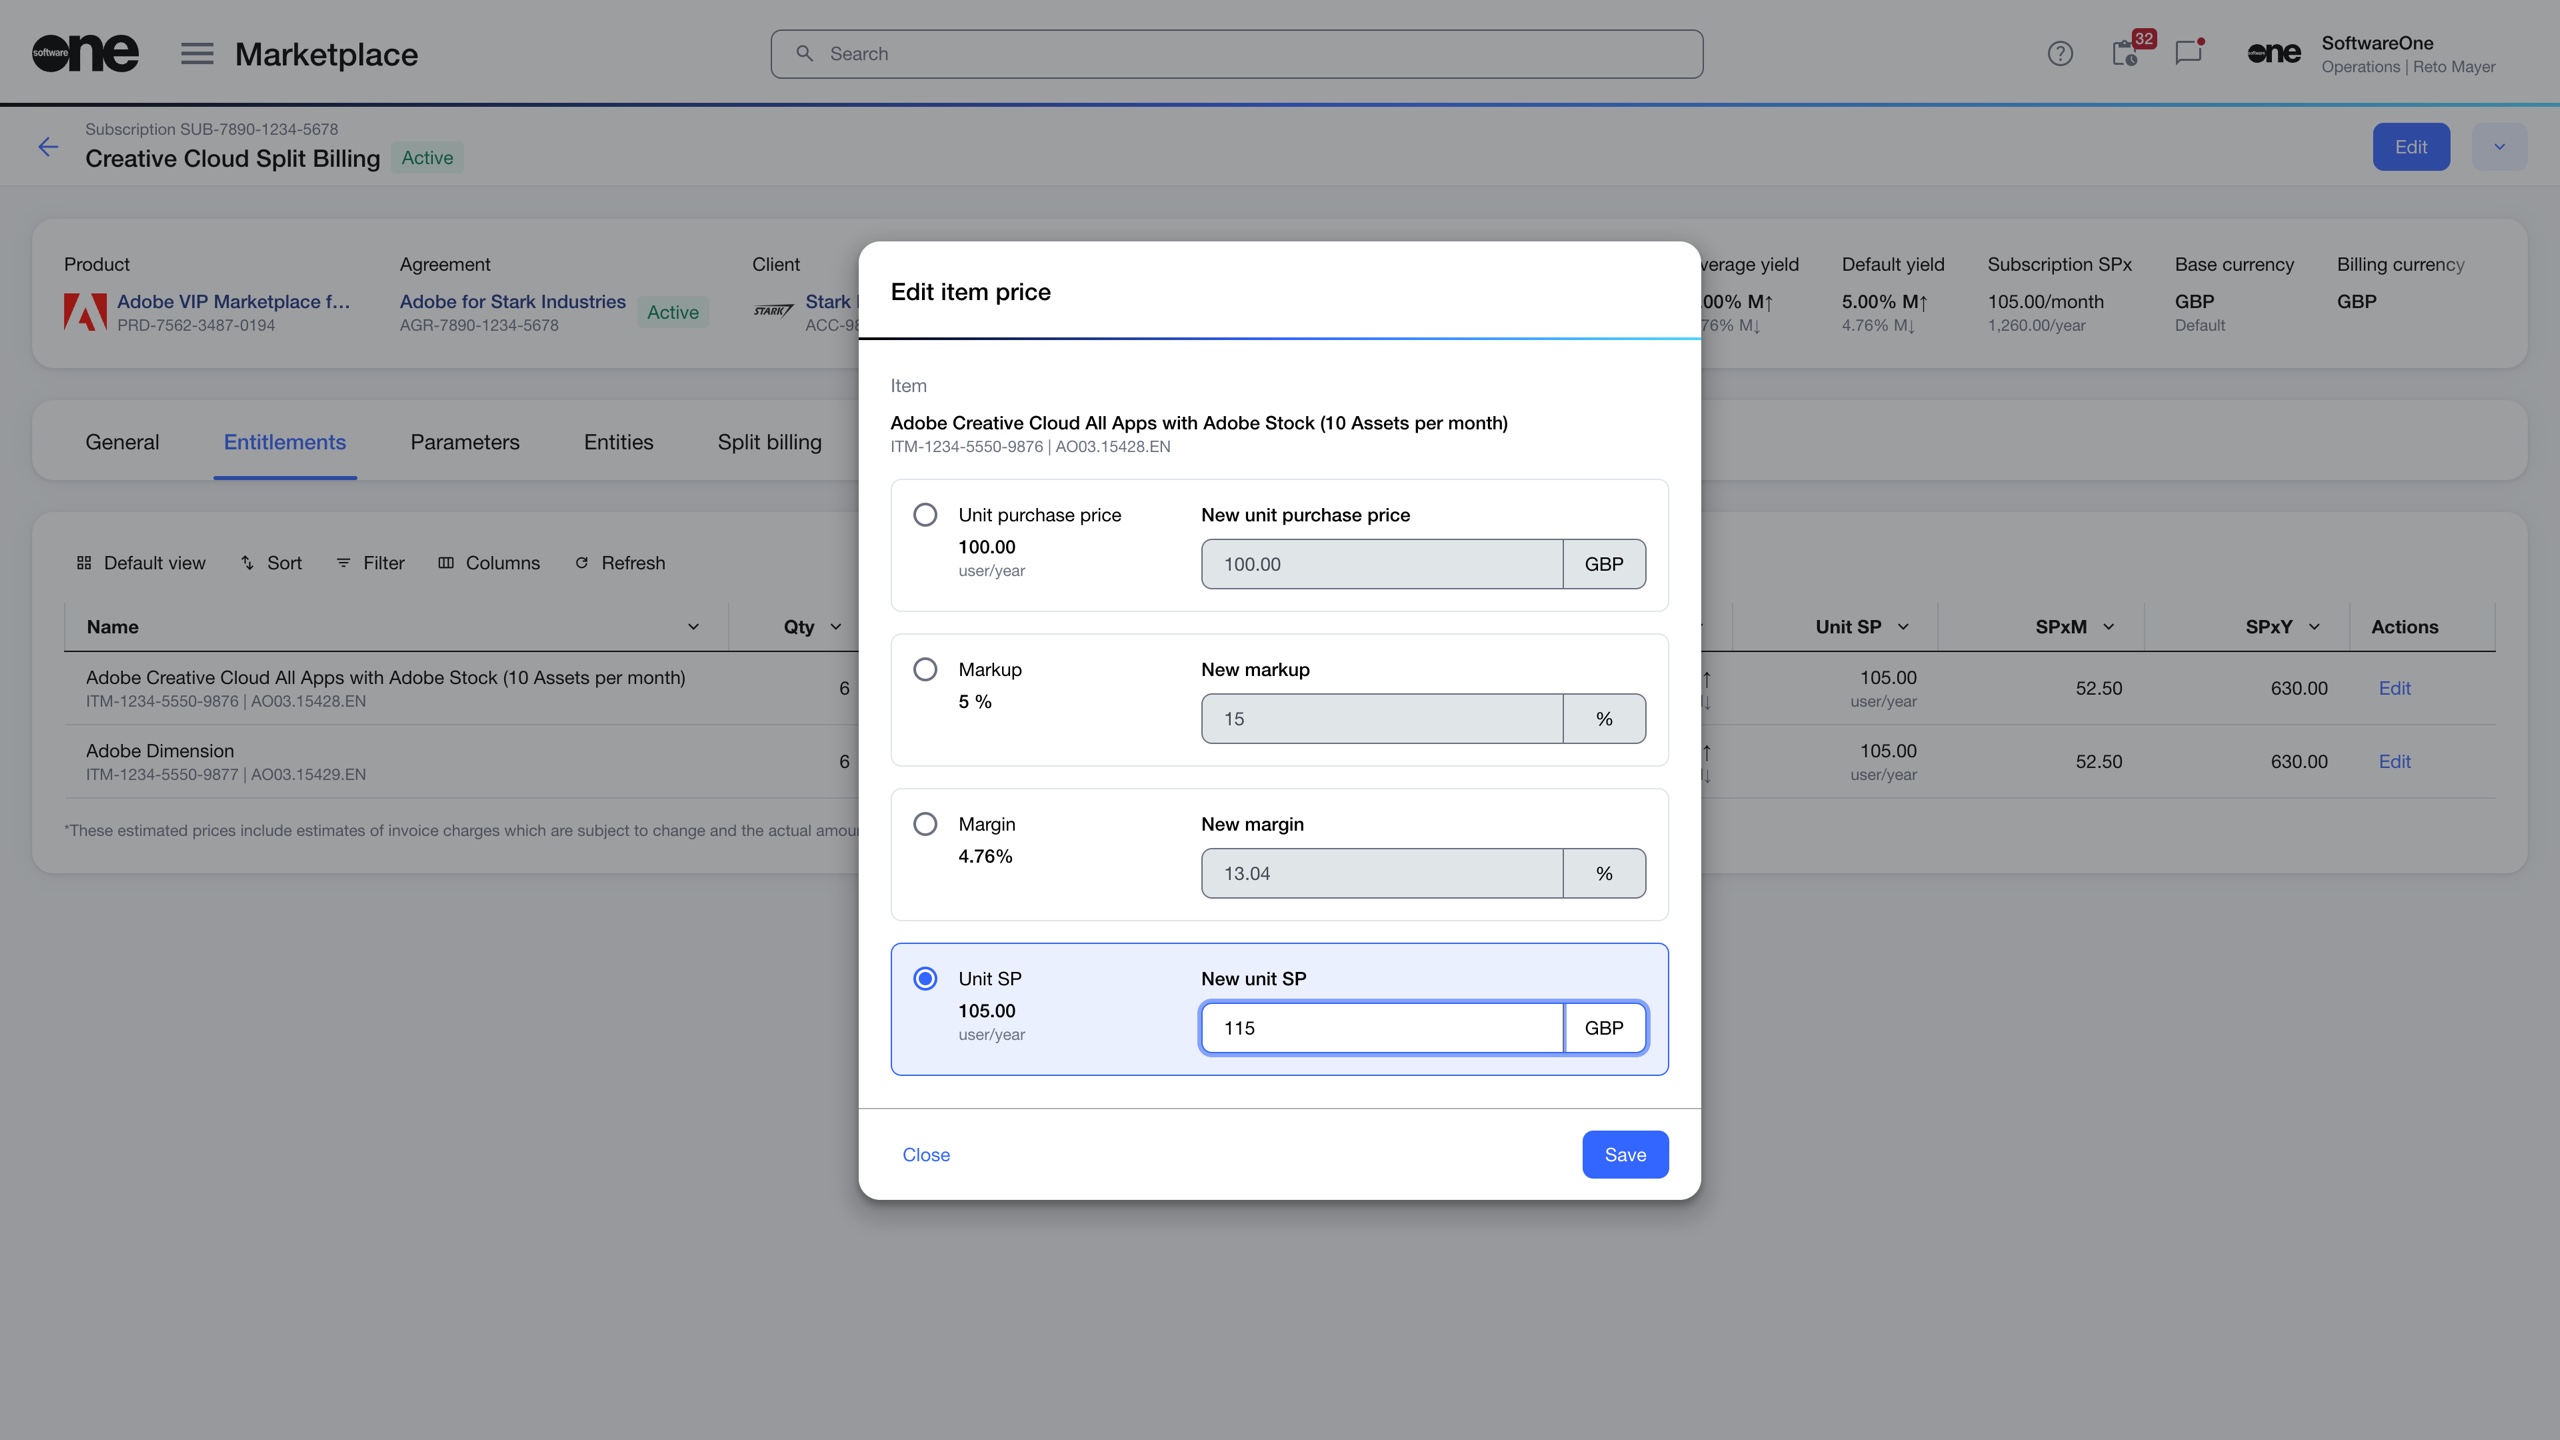 software one
Marketplace
Search
32
one
SoftwareOne
Operations | Reto Mayer
Subscription SUB-7890-1234-5678
Creative Cloud Split Billing
Active
Edit
Product
Adobe VIP Marketplace f...
PRD-7562-3487-0194
Agreement
Adobe for Stark Industries
AGR-7890-1234-5678
Active
Client
STARK
Stark
ACC-98
verage yield
.00% M↑
76% M↓
Default yield
5.00% M↑
4.76% M↓
Subscription SPx
105.00/month
1,260.00/year
Base currency
GBP
Default
Billing currency
GBP
General
Entitlements
Parameters
Entities
Split billing
Default view
Sort
Filter
Columns
Refresh
Name
Qty
Unit SP
SPxM
SPxY
Actions
Adobe Creative Cloud All Apps with Adobe Stock (10 Assets per month)
ITM-1234-5550-9876 | AO03.15428.EN
6
105.00
user/year
52.50
630.00
Edit
Adobe Dimension
ITM-1234-5550-9877 | AO03.15429.EN
6
105.00
user/year
52.50
630.00
Edit
*These estimated prices include estimates of invoice charges which are subject to change and the actual amou
Edit item price
Item
Adobe Creative Cloud All Apps with Adobe Stock (10 Assets per month)
ITM-1234-5550-9876 | AO03.15428.EN
Unit purchase price
100.00
user/year
New unit purchase price
100.00
GBP
Markup
5 %
New markup
15
%
Margin
4.76%
New margin
13.04
%
Unit SP
105.00
user/year
New unit SP
115
GBP
Close
Save